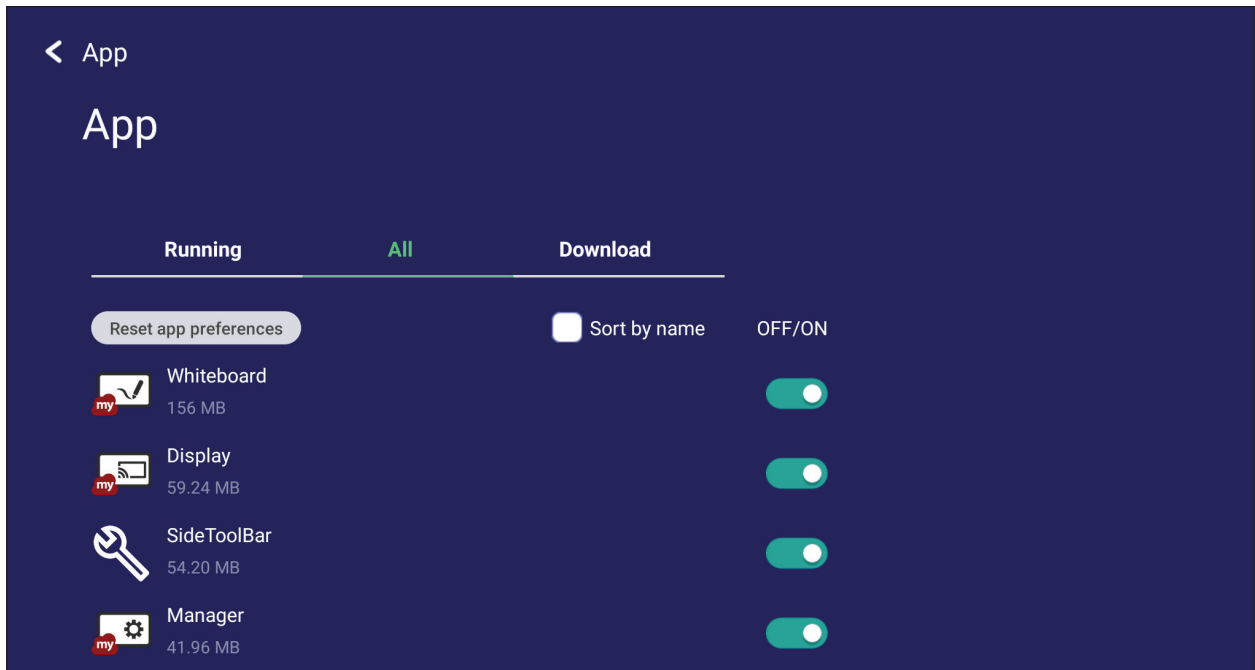 App
App
Running All Download
Reset app preferences Sort by name OFF/ON
Whiteboard
my
156 MB
Display
my
59.24 MB
SideToolBar
54.20 MB
Manager
my
41.96 MB